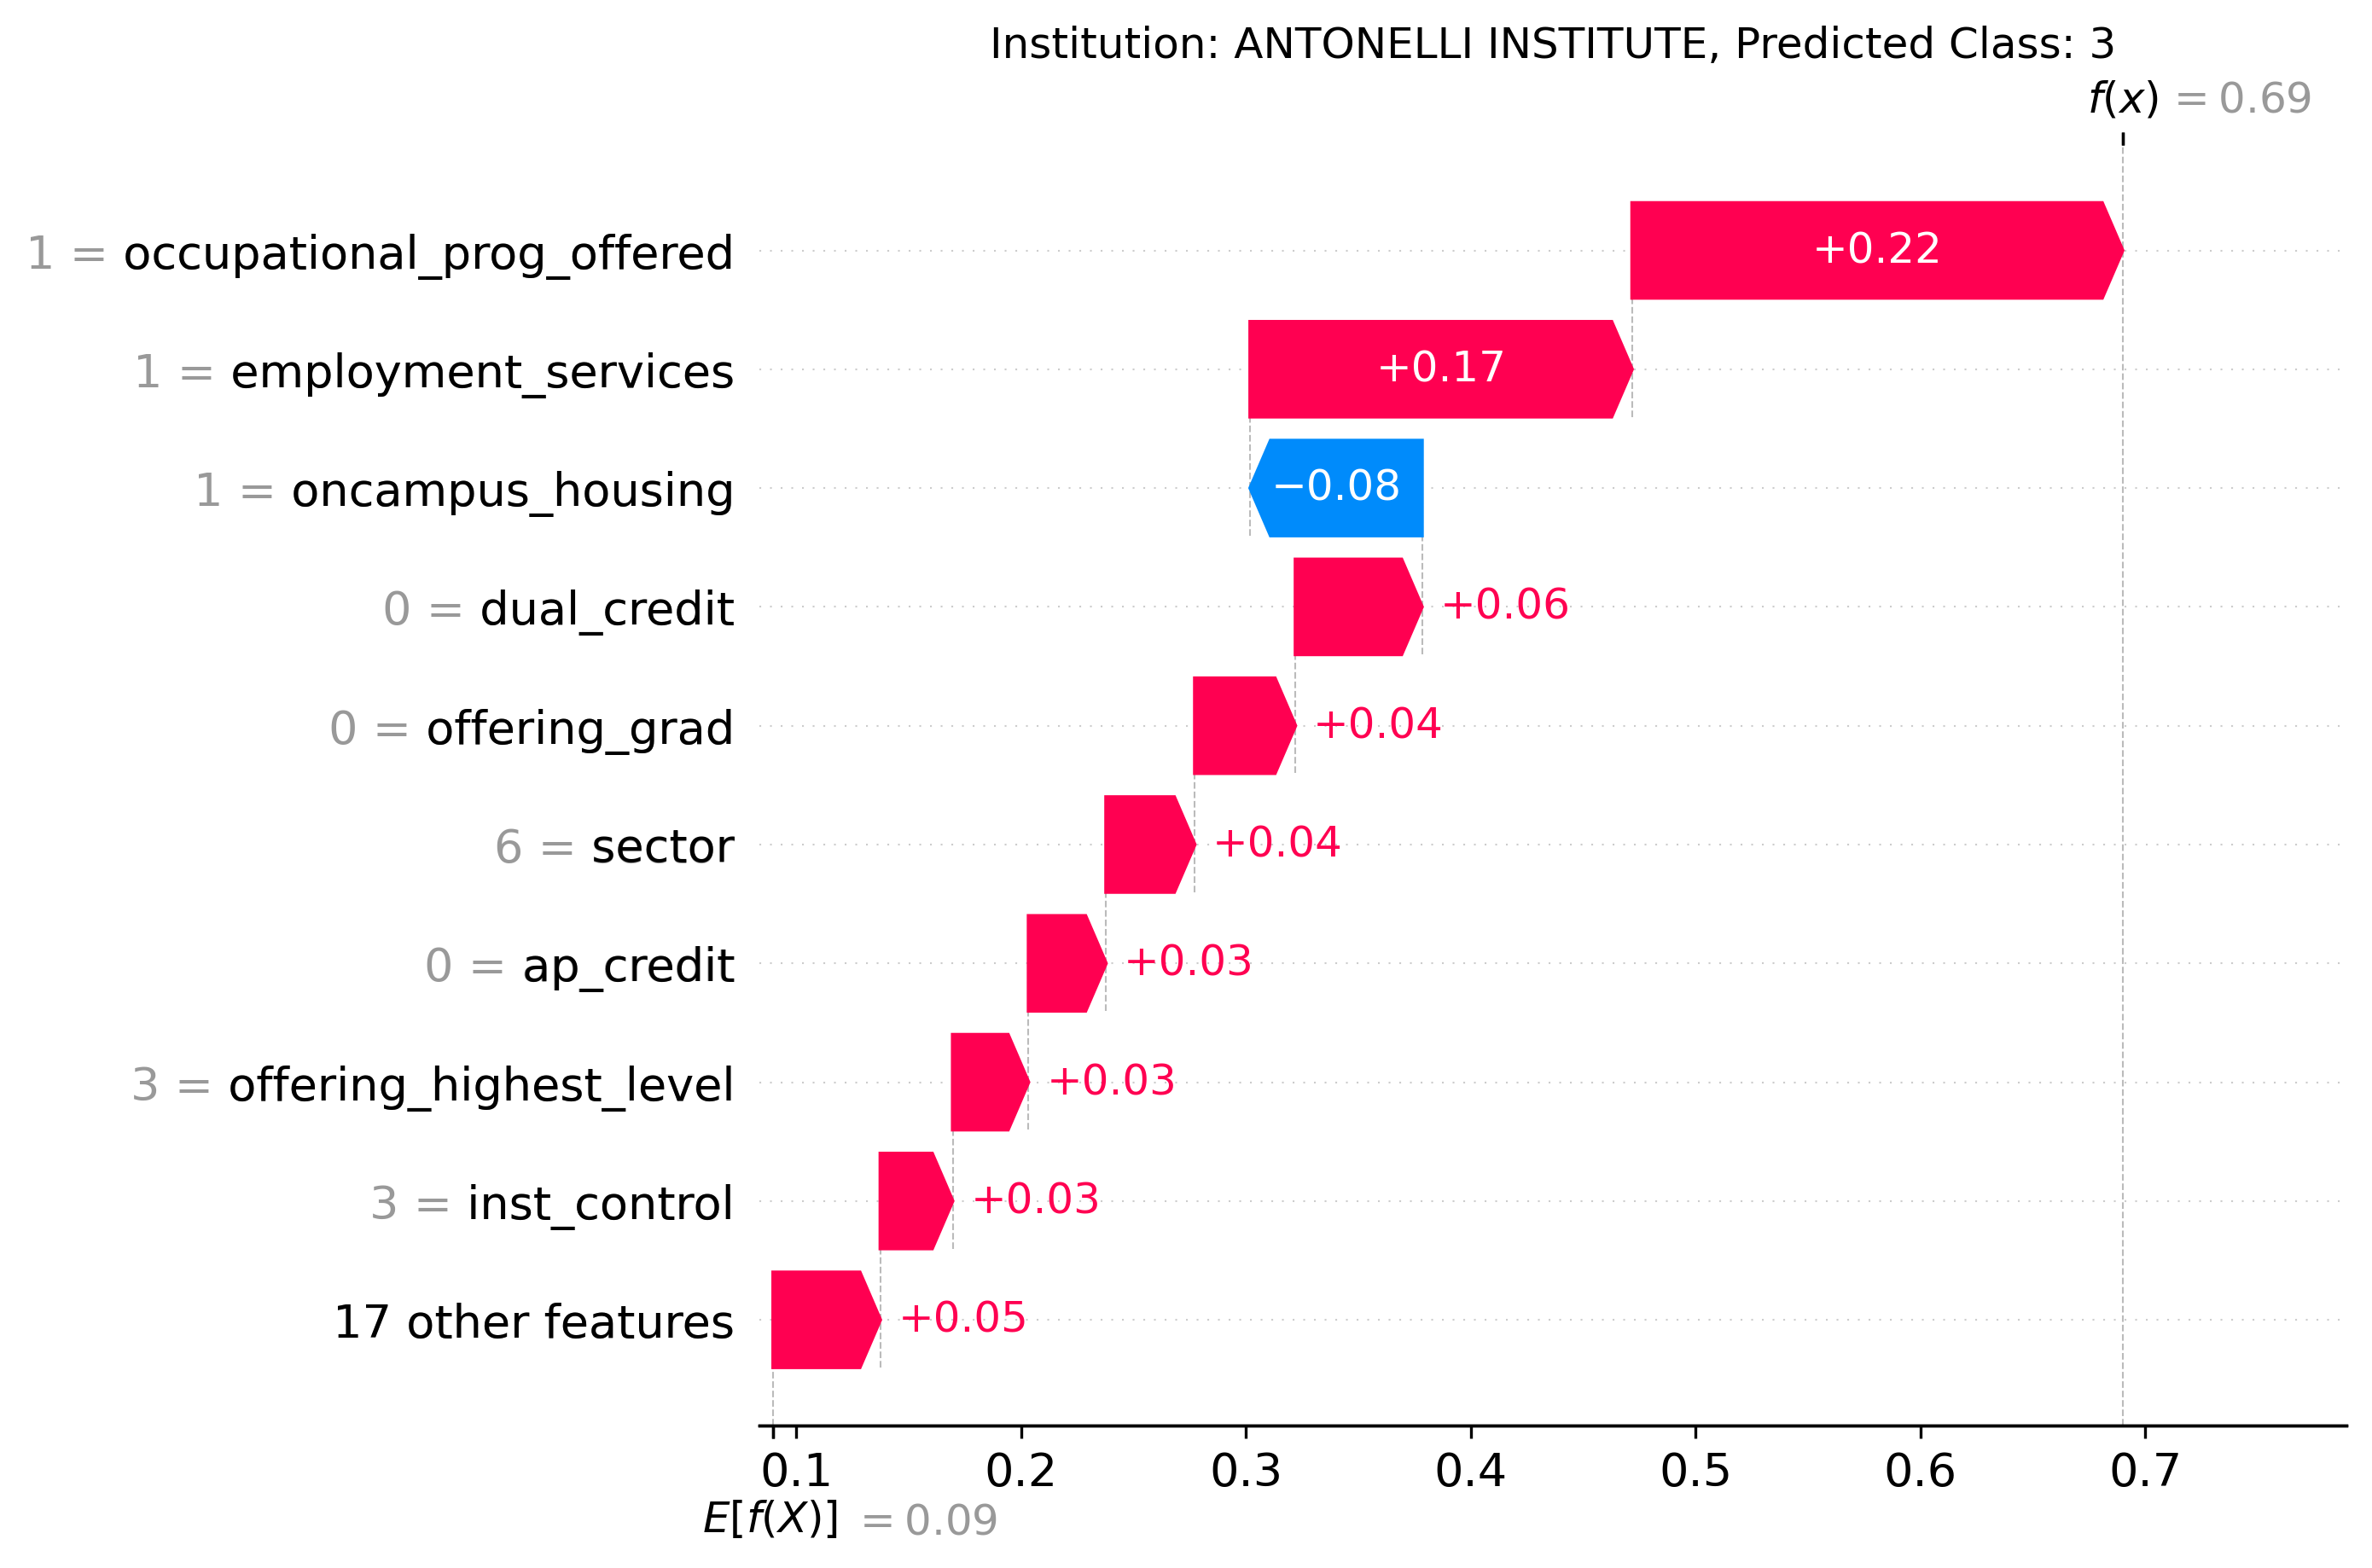 Institution: ANTONELLI INSTITUTE, Predicted Class: 3
f(x) = 0.69
1 = occupational_prog_offered +0.22
1 = employment_services +0.17
1 = oncampus_housing −0.08
0 = dual_credit +0.06
0 = offering_grad +0.04
6 = sector +0.04
0 = ap_credit +0.03
3 = offering_highest_level +0.03
3 = inst_control +0.03
17 other features +0.05
0.1 0.2 0.3 0.4 0.5 0.6 0.7
E[f(X)] = 0.09